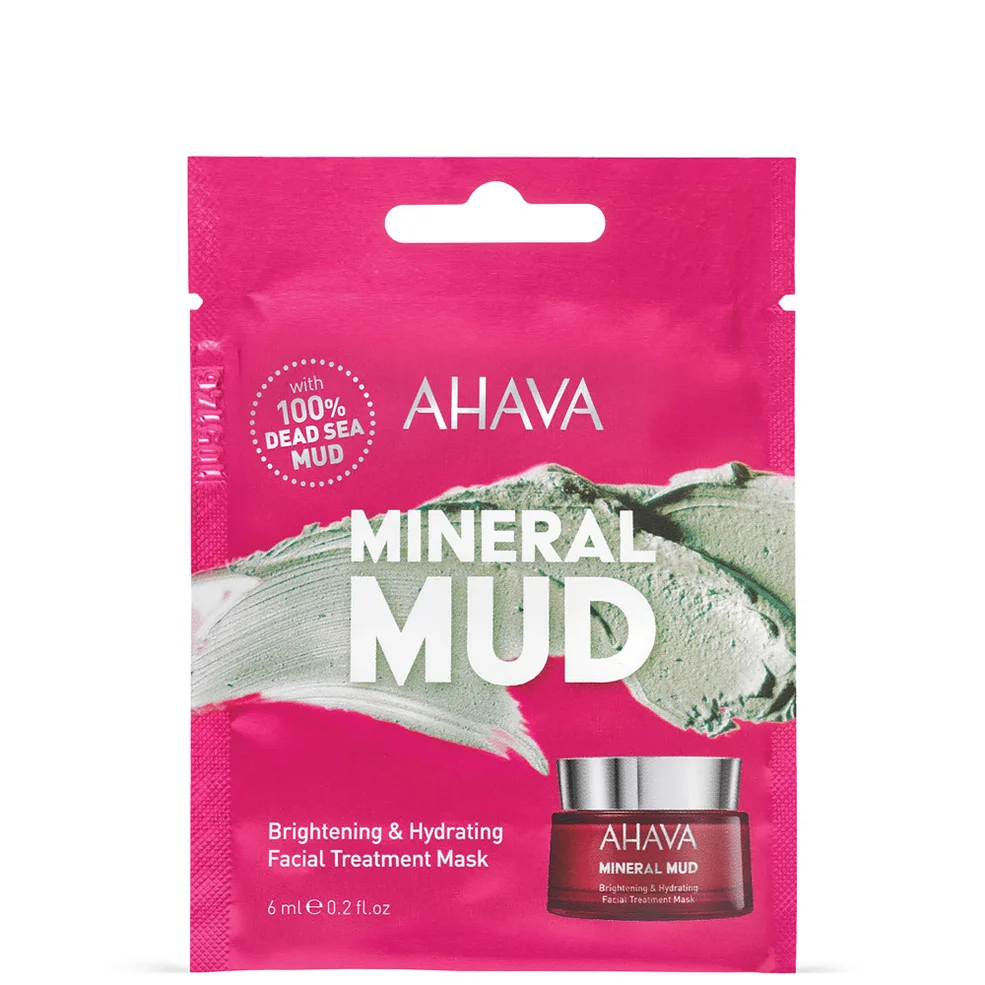 with
100%
DEAD SEA
MUD
AHAVA
MINERAL
MUD
Brightening & Hydrating
Facial Treatment Mask
6 ml ℮ 0.2 fl.oz
AHAVA
MINERAL MUD
Brightening & Hydrating
Facial Treatment Mask